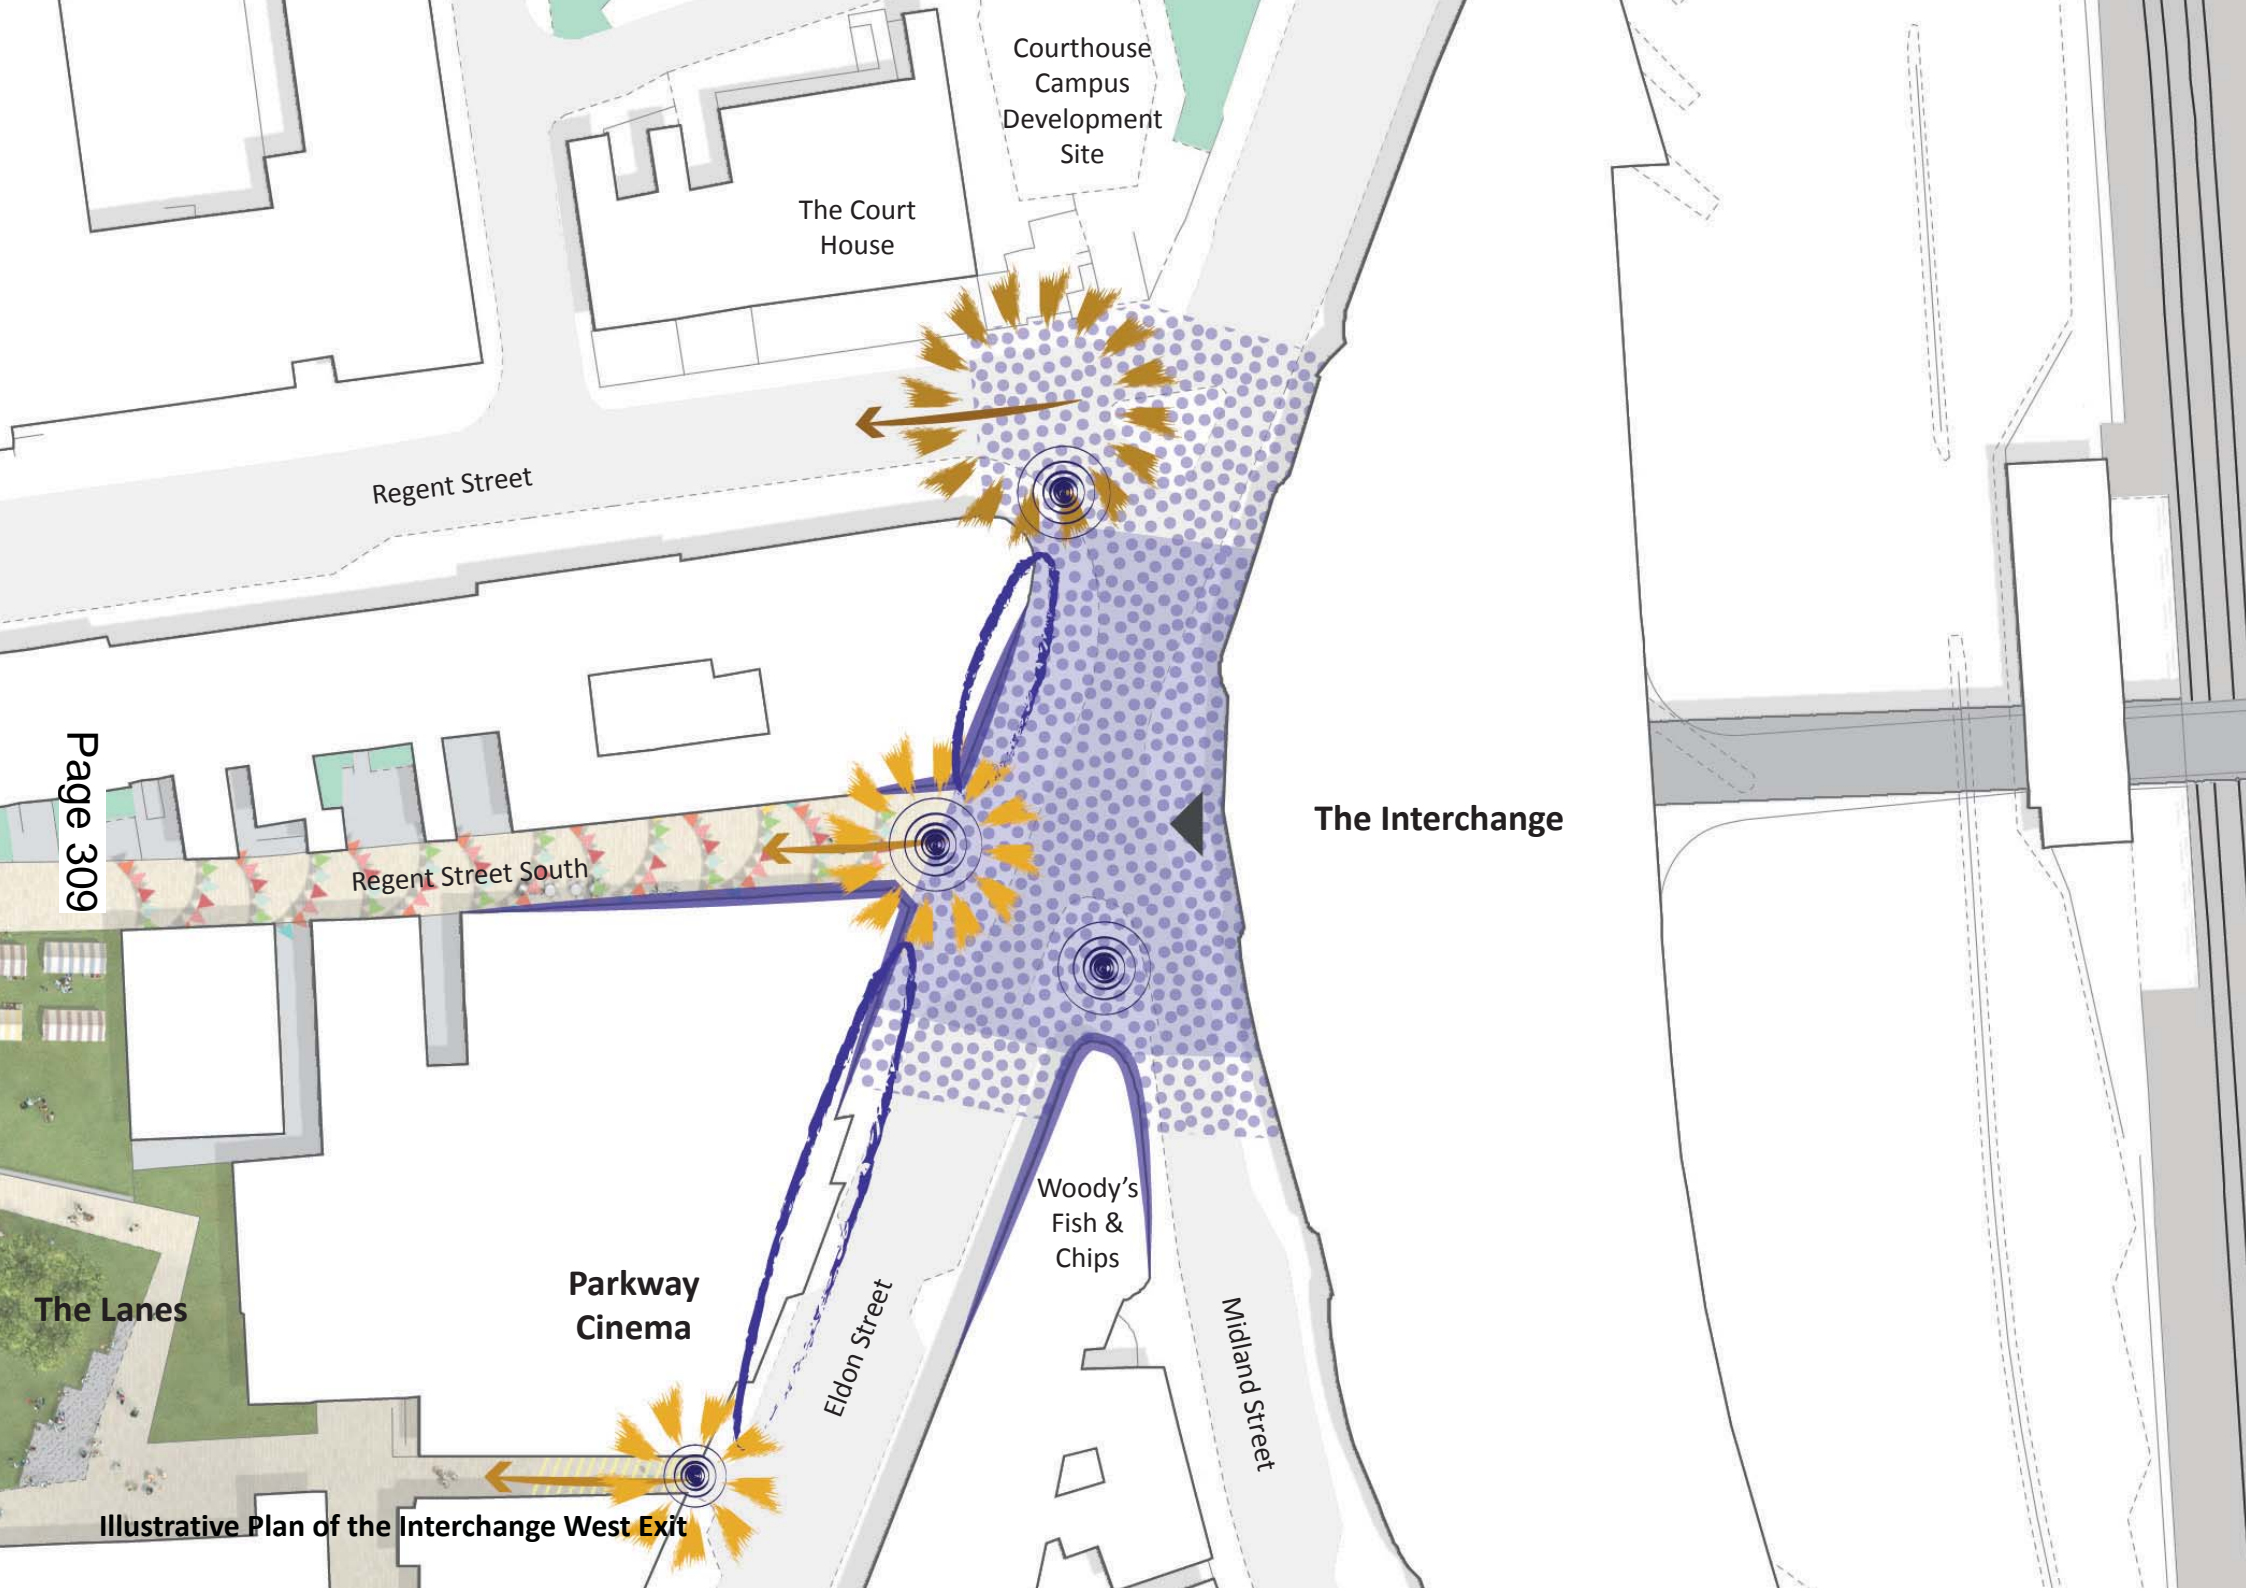 Courthouse
Campus
Development
Site
The Court
House
Regent Street
The Interchange
Page 309
Regent Street South
Woody's
Fish &
Chips
Parkway
Cinema
The Lanes
Eldon Street
Midland Street
Illustrative Plan of the Interchange West Exit